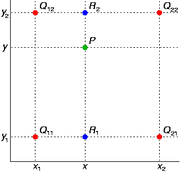 y₂ Q₁₂ R₂ Q₂₂
y P
y₁ Q₁₁ R₁ Q₂₁
x₁ x x₂